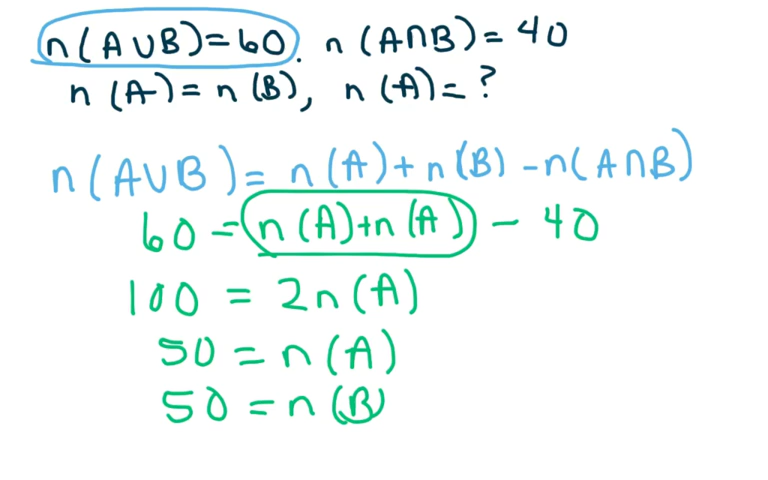 n(A∪B)=60. n(A∩B)=40
n(A)=n(B), n(A)=?
n(A∪B)=n(A)+n(B)-n(A∩B)
60=n(A)+n(A)-40
100=2n(A)
50=n(A)
50=n(B)